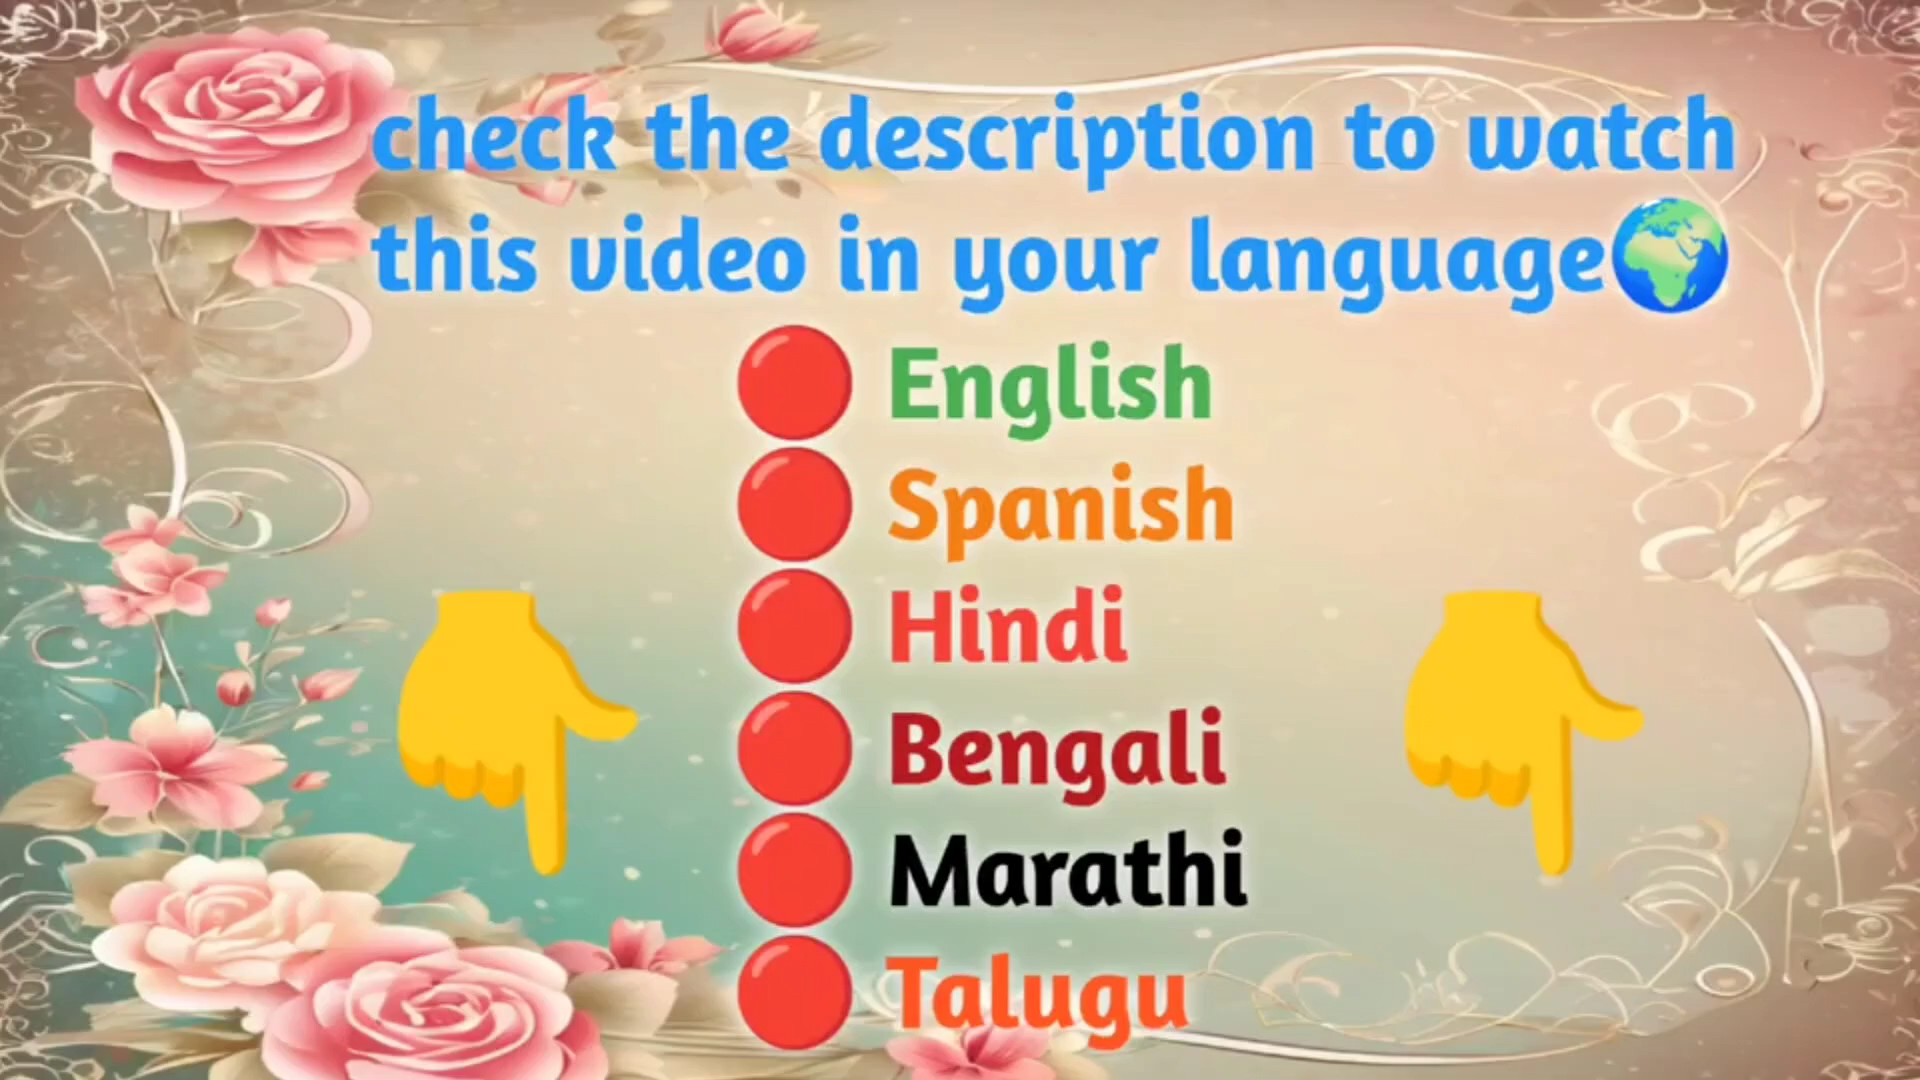 check the description to watch
this video in your language🌍
🔴 English
🔴 Spanish
🔴 Hindi
🔴 Bengali
🔴 Marathi
🔴 Talugu